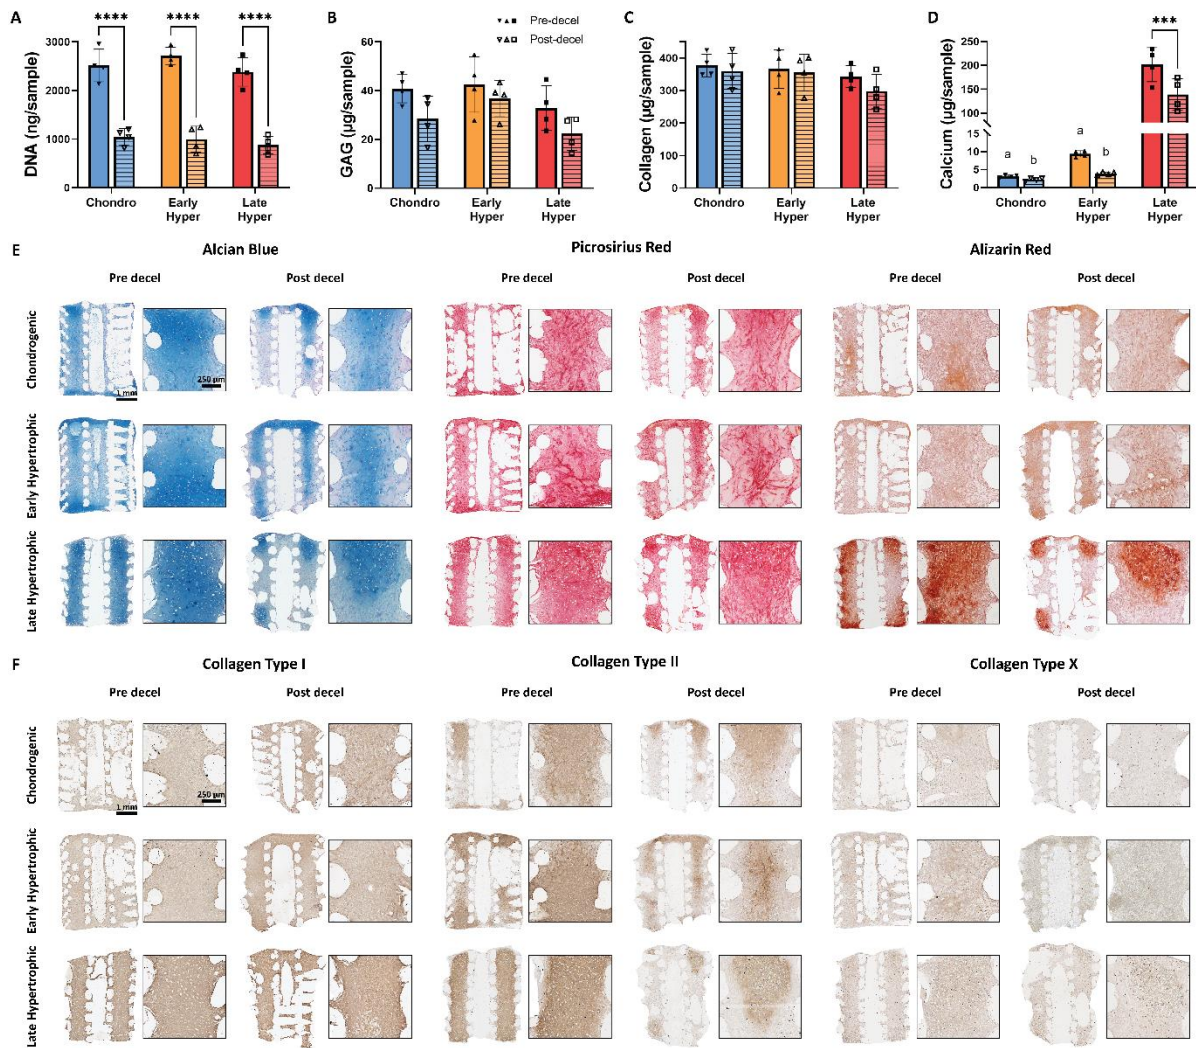 A
DNA (ng/sample)
3000
2000
1000
0
****
****
****
Chondro
Early
Hyper
Late
Hyper
B
GAG (µg/sample)
60
40
20
0
Pre-decel
Post-decel
Chondro
Early
Hyper
Late
Hyper
C
Collagen (µg/sample)
500
400
300
200
100
0
Chondro
Early
Hyper
Late
Hyper
D
Calcium (µg/sample)
250
200
150
100
50
15
10
5
0
a
b
a
b
***
Chondro
Early
Hyper
Late
Hyper
E
Alcian Blue
Picrosirius Red
Alizarin Red
Pre decel
Post decel
Pre decel
Post decel
Pre decel
Post decel
Chondrogenic
1 mm
250 µm
Early Hypertrophic
Late Hypertrophic
F
Collagen Type I
Collagen Type II
Collagen Type X
Pre decel
Post decel
Pre decel
Post decel
Pre decel
Post decel
Chondrogenic
1 mm
250 µm
Early Hypertrophic
Late Hypertrophic